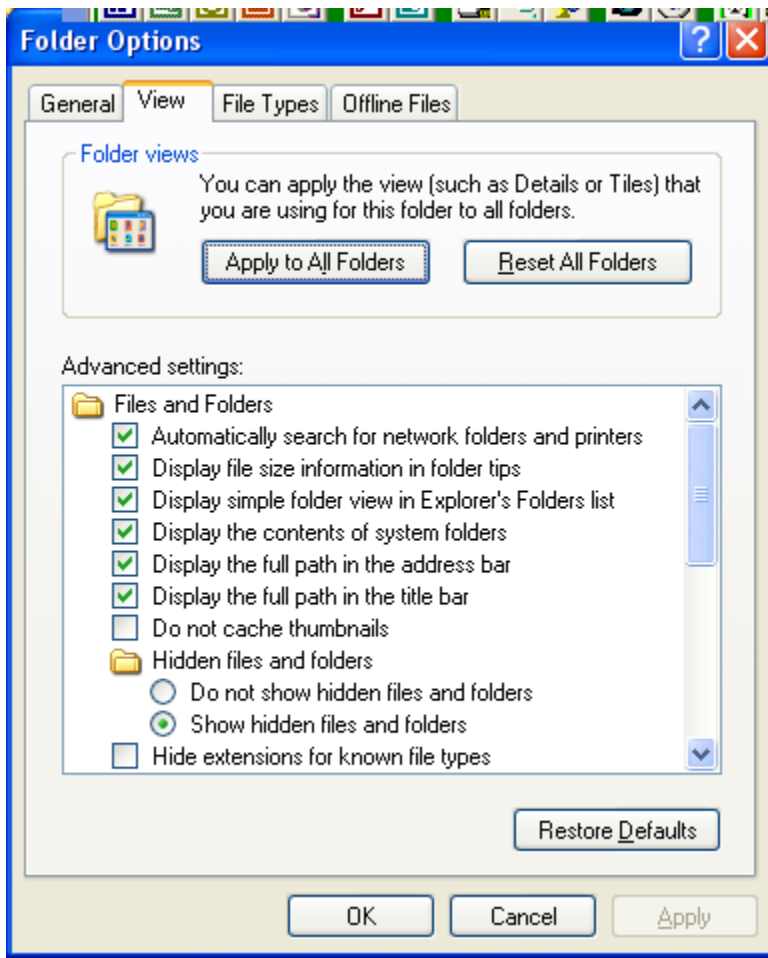 Folder Options
General View File Types Offline Files
Folder views
You can apply the view (such as Details or Tiles) that
you are using for this folder to all folders.
Apply to All Folders Reset All Folders
Advanced settings:
Files and Folders
Automatically search for network folders and printers
Display file size information in folder tips
Display simple folder view in Explorer's Folders list
Display the contents of system folders
Display the full path in the address bar
Display the full path in the title bar
Do not cache thumbnails
Hidden files and folders
Do not show hidden files and folders
Show hidden files and folders
Hide extensions for known file types
Restore Defaults
OK Cancel Apply